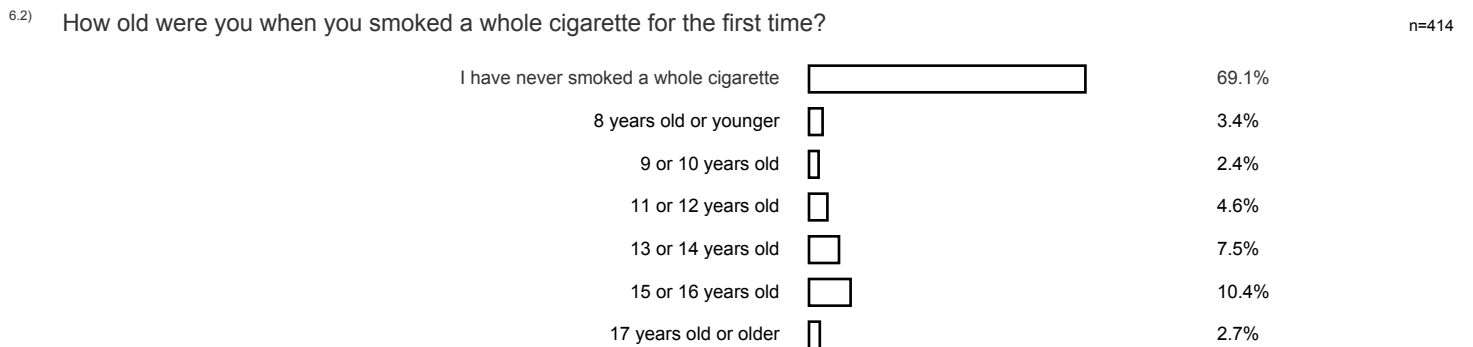 6.2) How old were you when you smoked a whole cigarette for the first time? n=414
I have never smoked a whole cigarette 69.1%
8 years old or younger 3.4%
9 or 10 years old 2.4%
11 or 12 years old 4.6%
13 or 14 years old 7.5%
15 or 16 years old 10.4%
17 years old or older 2.7%